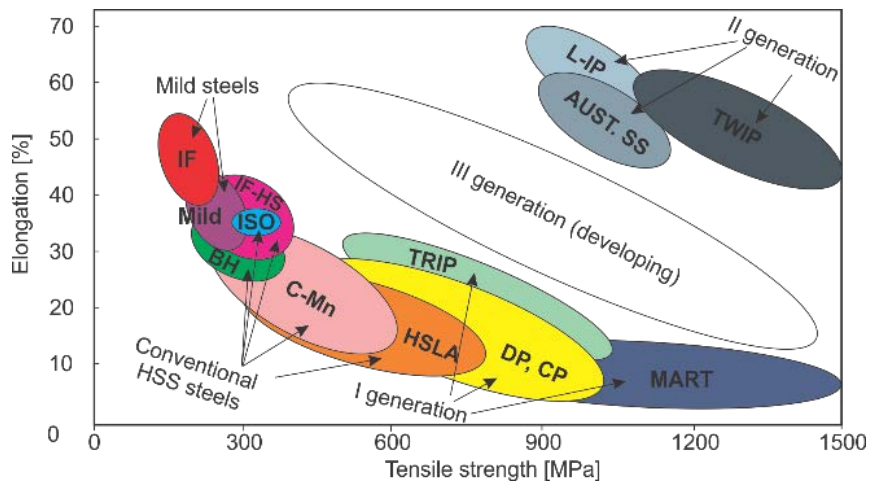 70
60
50
40
30
20
10
0
Elongation [%]
0
300
600
900
1200
1500
Tensile strength [MPa]
Mild steels
IF
IF-HS
Mild
ISO
BH
C-Mn
HSLA
TRIP
DP, CP
MART
Conventional
HSS steels
I generation
III generation (developing)
II generation
L-IP
AUST. SS
TWIP